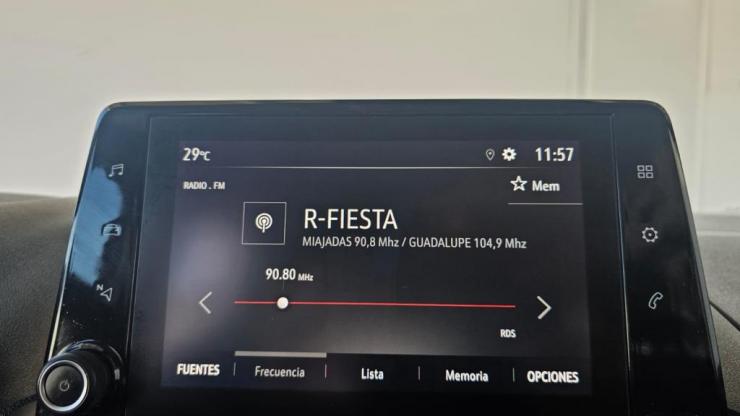 29°C 11:57
RADIO . FM
Mem
R-FIESTA
MIAJADAS 90,8 Mhz / GUADALUPE 104,9 Mhz
90.80 MHz
RDS
FUENTES Frecuencia Lista Memoria OPCIONES
N